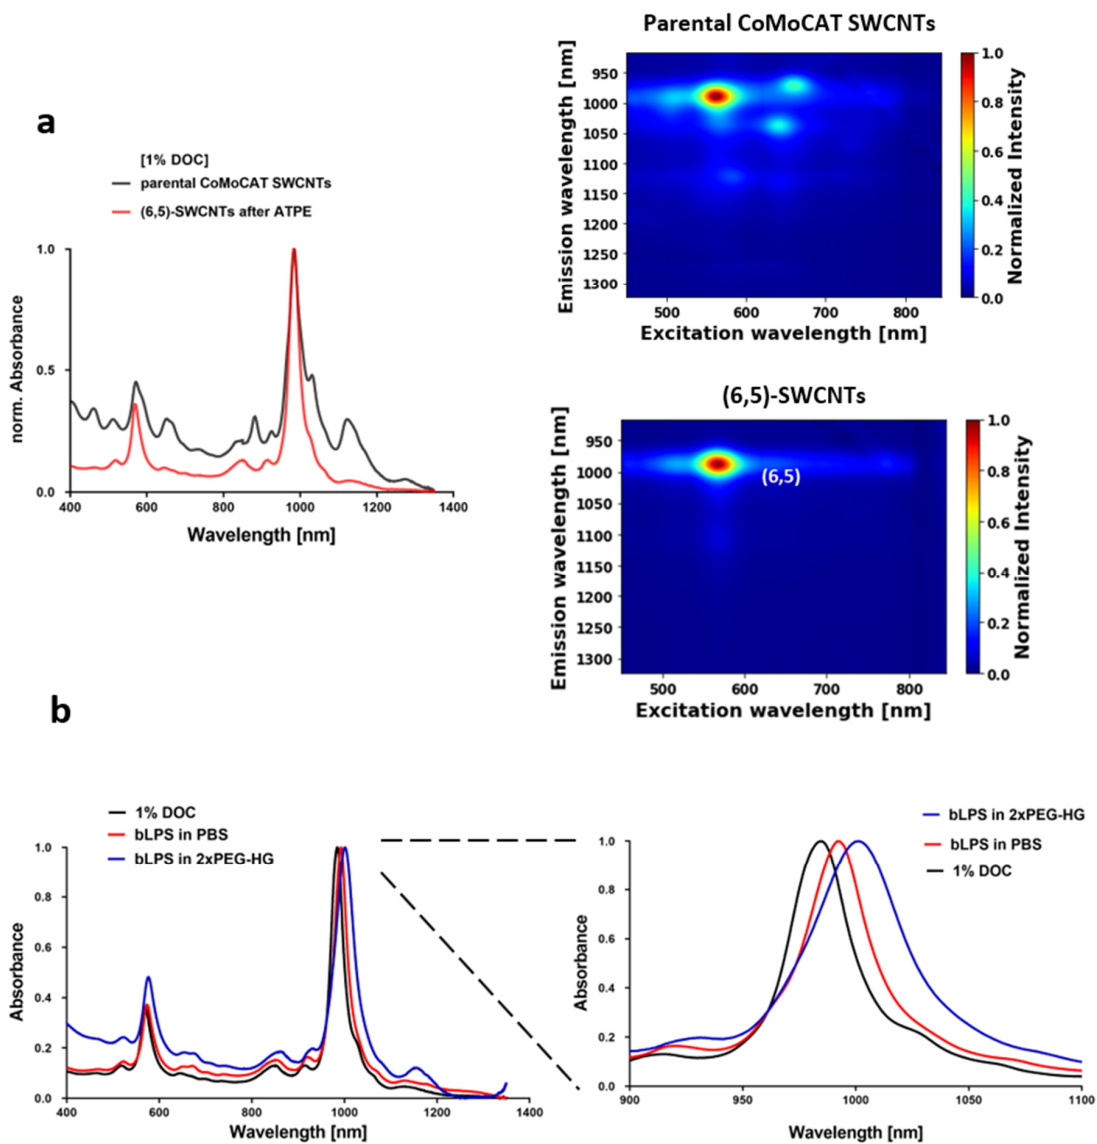 a
[1% DOC]
parental CoMoCAT SWCNTs
(6,5)-SWCNTs after ATPE
norm. Absorbance
1.0
0.5
0.0
400 600 800 1000 1200 1400
Wavelength [nm]
Parental CoMoCAT SWCNTs
Emission wavelength [nm]
950
1000
1050
1100
1150
1200
1250
1300
500 600 700 800
Excitation wavelength [nm]
1.0
0.8
0.6
0.4
0.2
0.0
Normalized Intensity
(6,5)-SWCNTs
Emission wavelength [nm]
950
1000
1050
1100
1150
1200
1250
1300
(6,5)
500 600 700 800
Excitation wavelength [nm]
1.0
0.8
0.6
0.4
0.2
0.0
Normalized Intensity
b
1% DOC
bLPS in PBS
bLPS in 2xPEG-HG
Absorbance
1.0
0.8
0.6
0.4
0.2
0.0
400 600 800 1000 1200 1400
Wavelength [nm]
bLPS in 2xPEG-HG
bLPS in PBS
1% DOC
Absorbance
1.0
0.8
0.6
0.4
0.2
0.0
900 950 1000 1050 1100
Wavelength [nm]